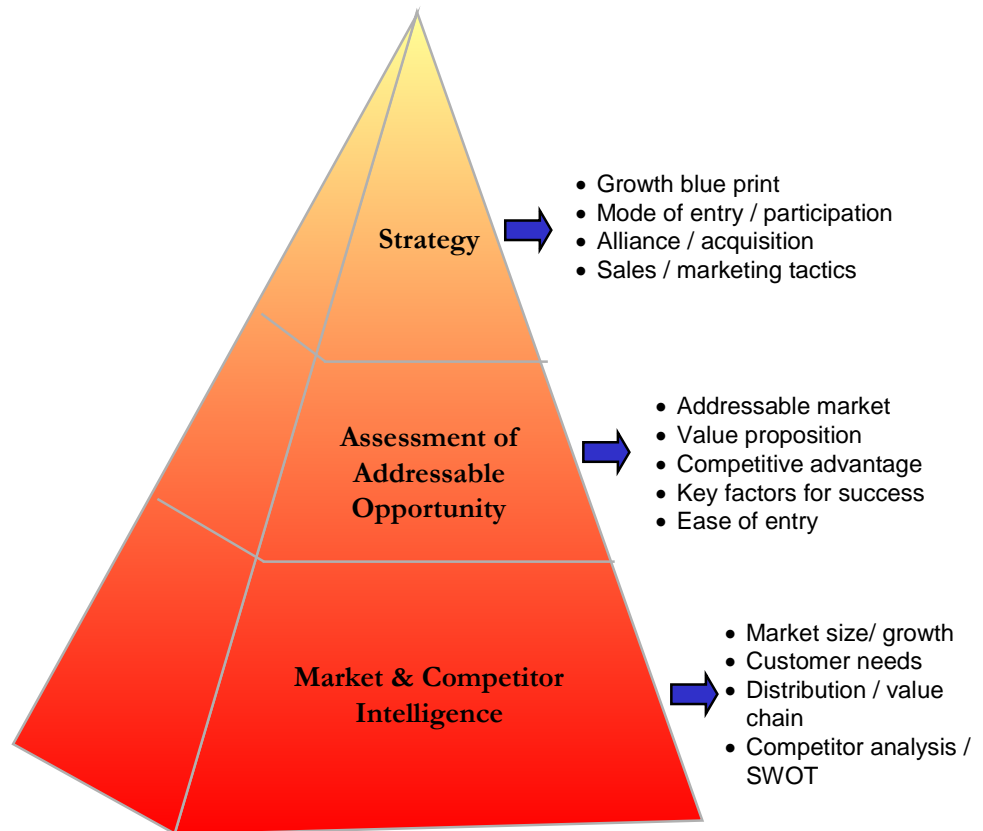 Strategy
• Growth blue print
• Mode of entry / participation
• Alliance / acquisition
• Sales / marketing tactics
Assessment of
Addressable
Opportunity
• Addressable market
• Value proposition
• Competitive advantage
• Key factors for success
• Ease of entry
Market & Competitor
Intelligence
• Market size/ growth
• Customer needs
• Distribution / value
chain
• Competitor analysis /
SWOT